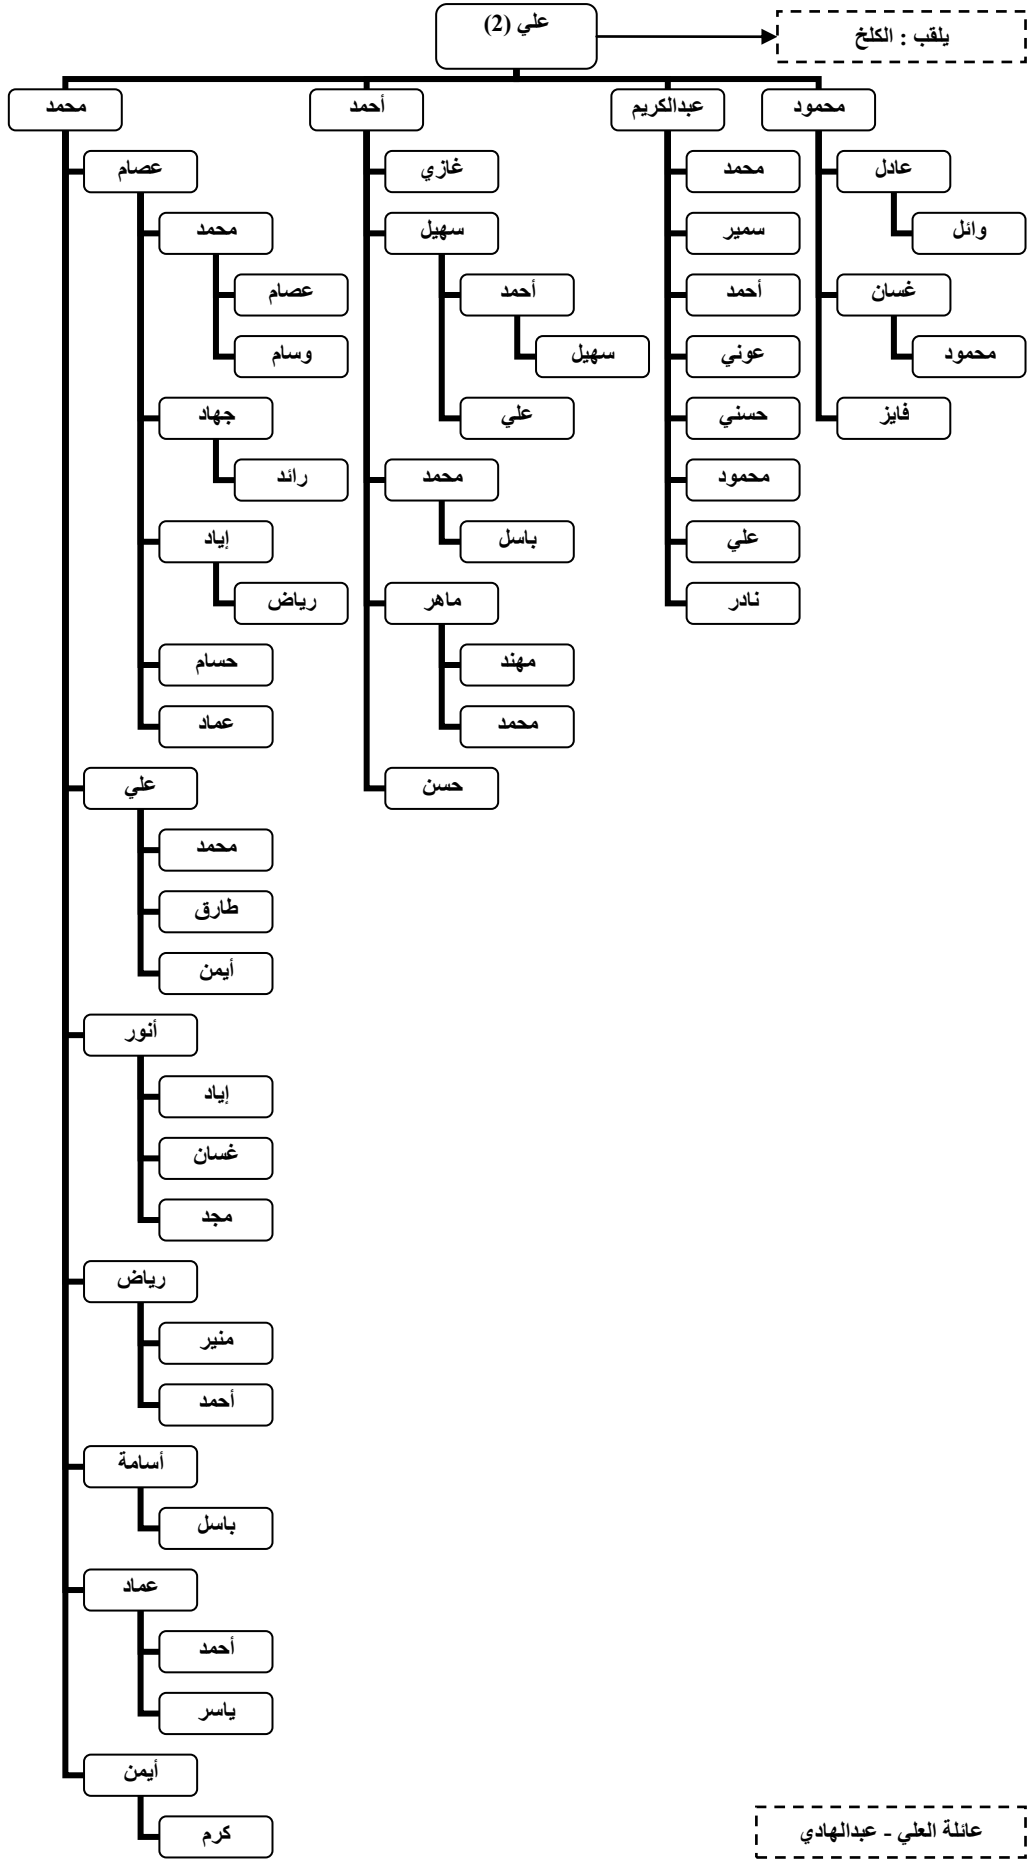 علي (2)
يلقب : الكلخ
محمود
عبدالكريم
أحمد
محمد
عادل
وائل
غسان
محمود
فايز
محمد
سمير
أحمد
عوني
حسني
محمود
علي
نادر
غازي
سهيل
أحمد
سهيل
علي
محمد
باسل
ماهر
مهند
محمد
حسن
عصام
محمد
عصام
وسام
جهاد
رائد
إياد
رياض
حسام
عماد
علي
محمد
طارق
أيمن
أنور
إياد
غسان
مجد
رياض
منير
أحمد
أسامة
باسل
عماد
أحمد
ياسر
أيمن
كرم
عائلة العلي - عبدالهادي